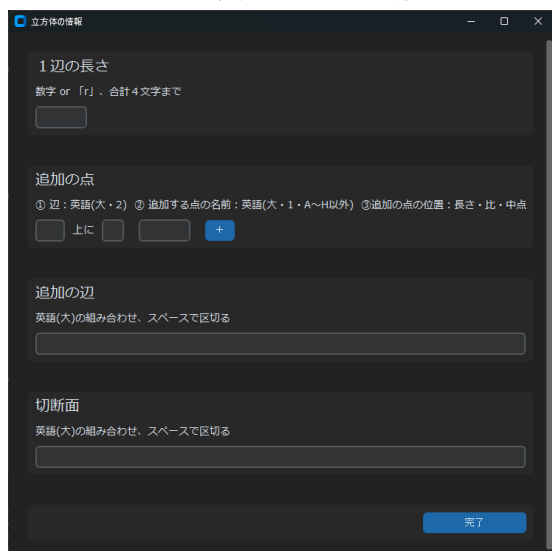 立方体の情報
１辺の長さ
数字 or 「r」、合計４文字まで
追加の点
① 辺：英語(大・2) ② 追加する点の名前：英語(大・1・A～H以外) ③追加の点の位置：長さ・比・中点
上に +
追加の辺
英語(大)の組み合わせ、スペースで区切る
切断面
英語(大)の組み合わせ、スペースで区切る
完了